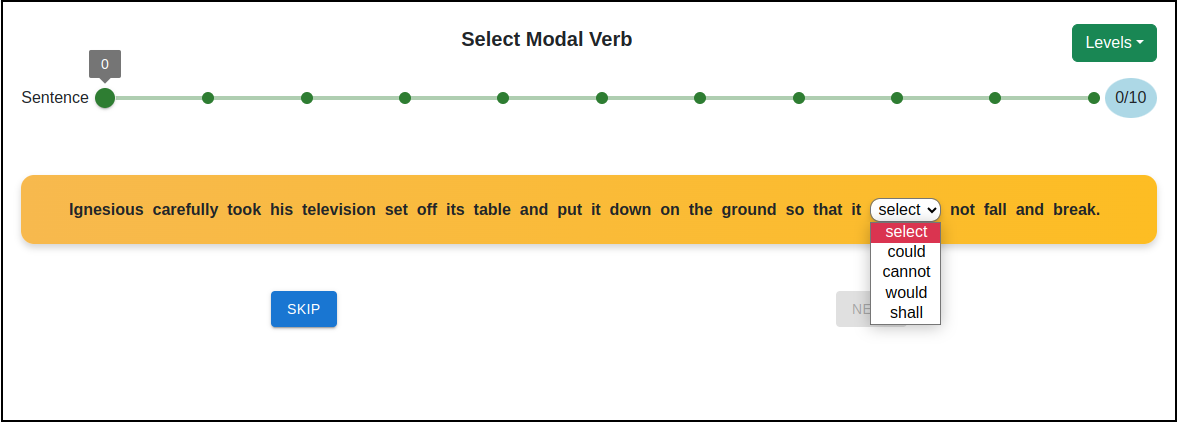 Select Modal Verb
Levels
0
Sentence
0/10
Ignesious carefully took his television set off its table and put it down on the ground so that it select not fall and break.
select
could
cannot
would
shall
SKIP
NE